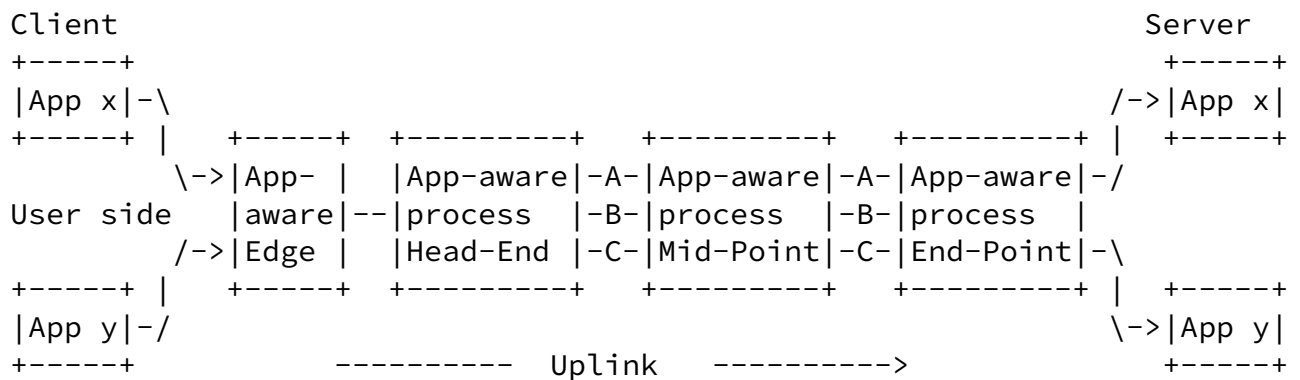 Client                                                     Server
+-----+                                                    +-----+
|App x|-\                                                /->|App x|
+-----+ |   +-----+  +---------+   +---------+   +---------+ |  +-----+
         \->|App- |  |App-aware|-A-|App-aware|-A-|App-aware|-/
User side   |aware|--|process  |-B-|process  |-B-|process  |
         /->|Edge |  |Head-End |-C-|Mid-Point|-C-|End-Point|-\
+-----+ |   +-----+  +---------+   +---------+   +---------+ |  +-----+
|App y|-/                                                \->|App y|
+-----+          ----------  Uplink   ---------->          +-----+